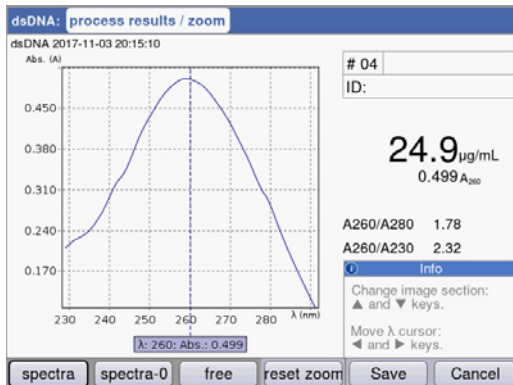 dsDNA: process results / zoom
dsDNA 2017-11-03 20:15:10
Abs. (A)
0.450
0.380
0.310
0.240
0.170
230 240 250 260 270 280 λ (nm)
λ: 260; Abs.: 0.499
# 04
ID:
24.9 µg/mL
0.499 A260
A260/A280 1.78
A260/A230 2.32
Info
Change image section:
▲ and ▼ keys.
Move λ cursor:
◀ and ▶ keys.
spectra spectra-0 free reset zoom Save Cancel